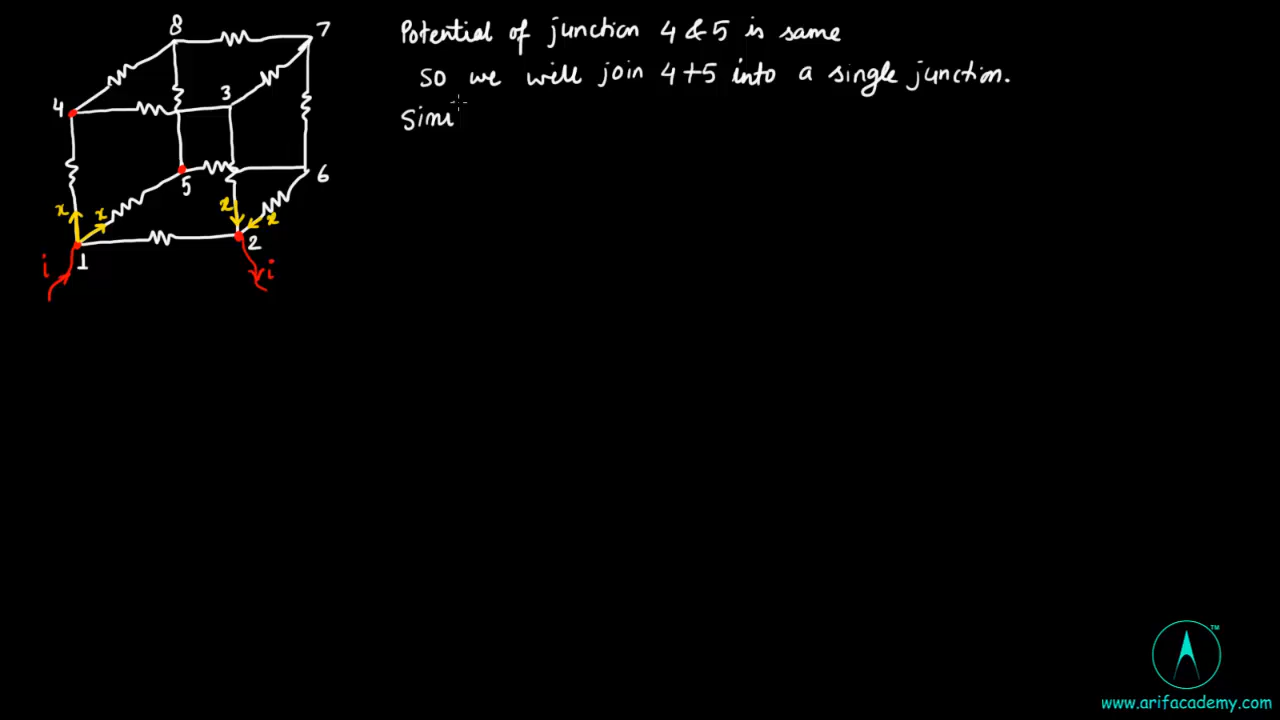 Potential of junction 4 & 5 is same
So we will join 4+5 into a single junction.
Simi
8
7
4
3
5
6
x
x
x
x
1
2
i
i
TM
www.arifacademy.com